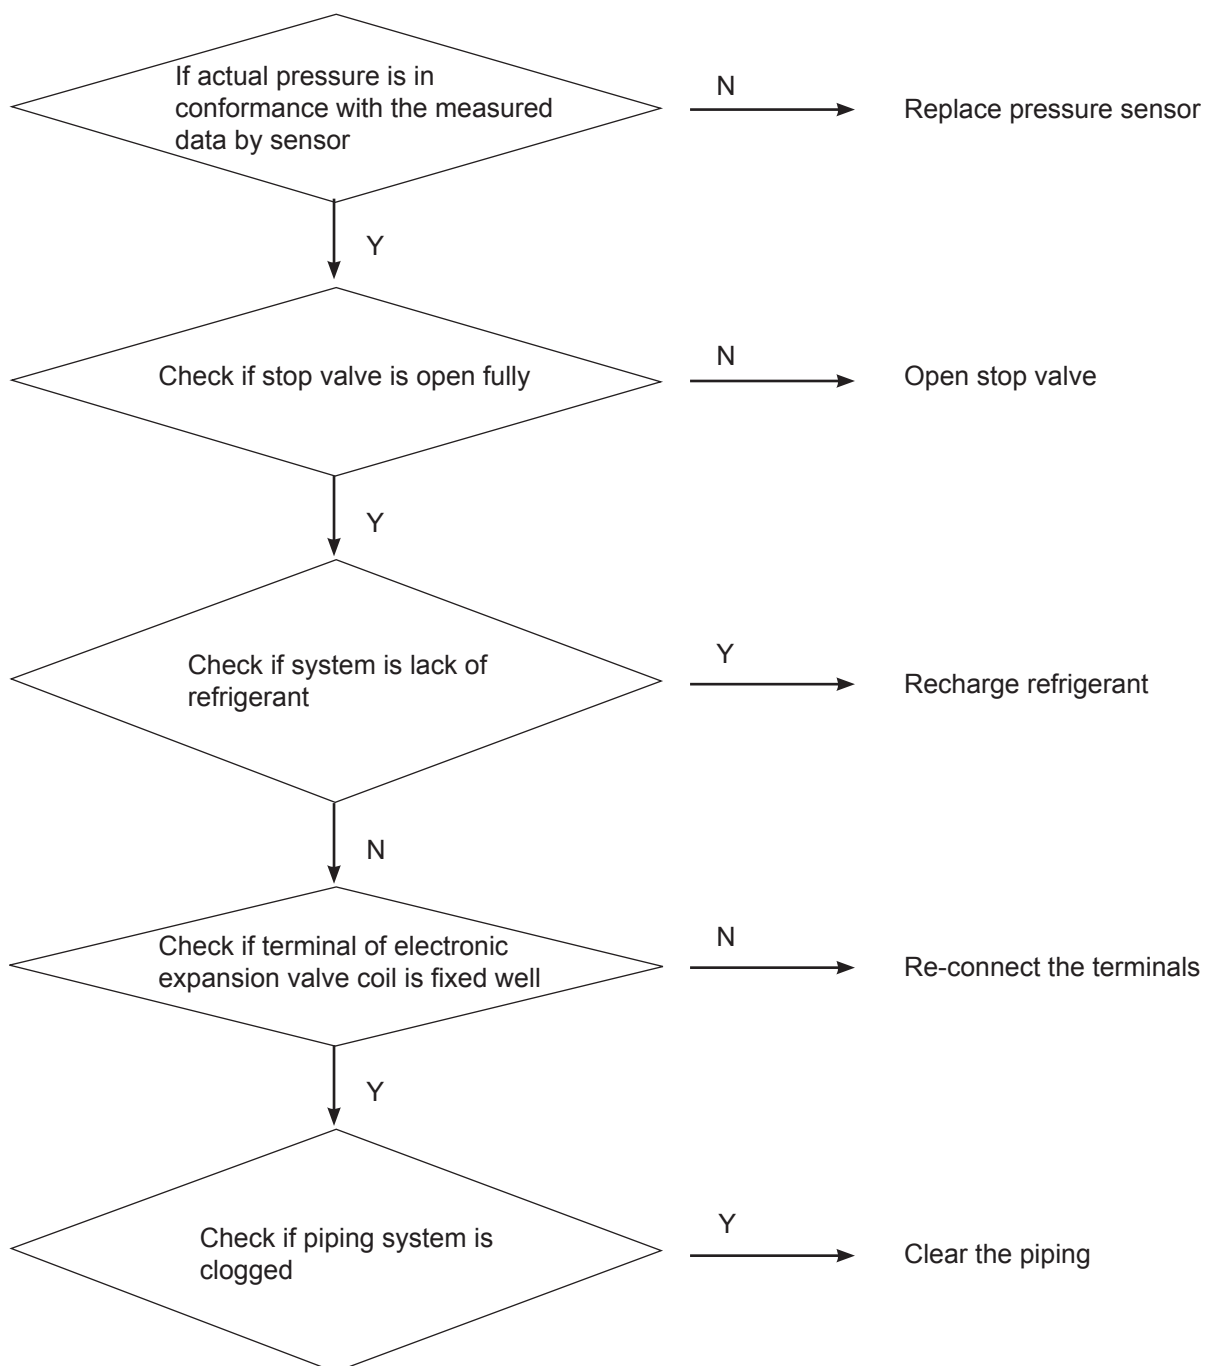 If actual pressure is in
conformance with the measured
data by sensor
N
Replace pressure sensor
Y
Check if stop valve is open fully
N
Open stop valve
Y
Check if system is lack of
refrigerant
Y
Recharge refrigerant
N
Check if terminal of electronic
expansion valve coil is fixed well
N
Re-connect the terminals
Y
Check if piping system is
clogged
Y
Clear the piping